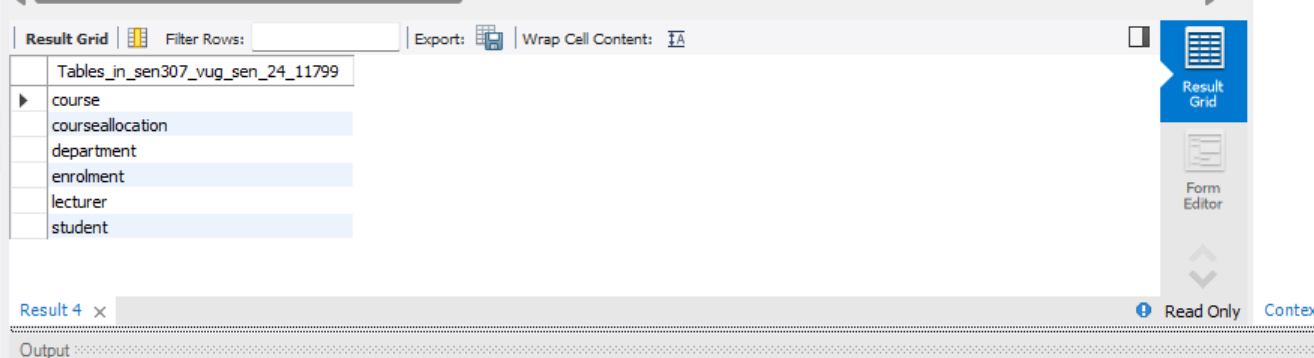 Result Grid Filter Rows: Export: Wrap Cell Content: IA
Tables_in_sen307_vug_sen_24_11799
course
courseallocation
department
enrolment
lecturer
student
Result
Grid
Form
Editor
Result 4 × Read Only Contex
Output